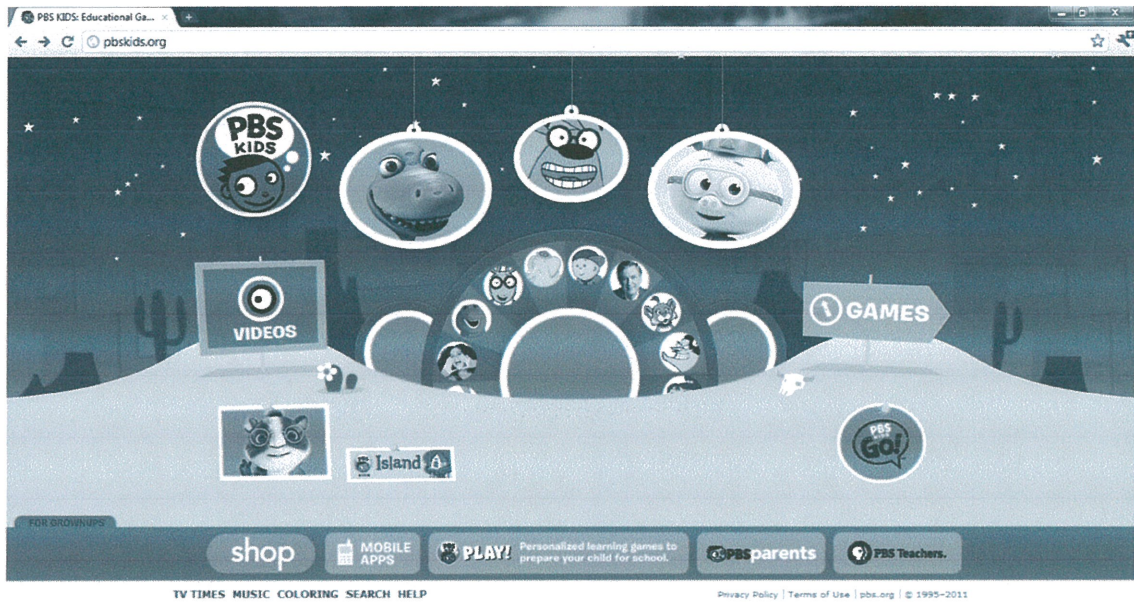 PBS KIDS: Educational Ga...
pbskids.org
PBS
KIDS
VIDEOS
GAMES
Island
PBS
KIDS
GO!
FOR GROWNUPS
shop
MOBILE
APPS
PLAY!
Personalized learning games to
prepare your child for school.
PBSparents
PBS Teachers.
TV TIMES MUSIC COLORING SEARCH HELP
Privacy Policy | Terms of Use | pbs.org | © 1995-2011